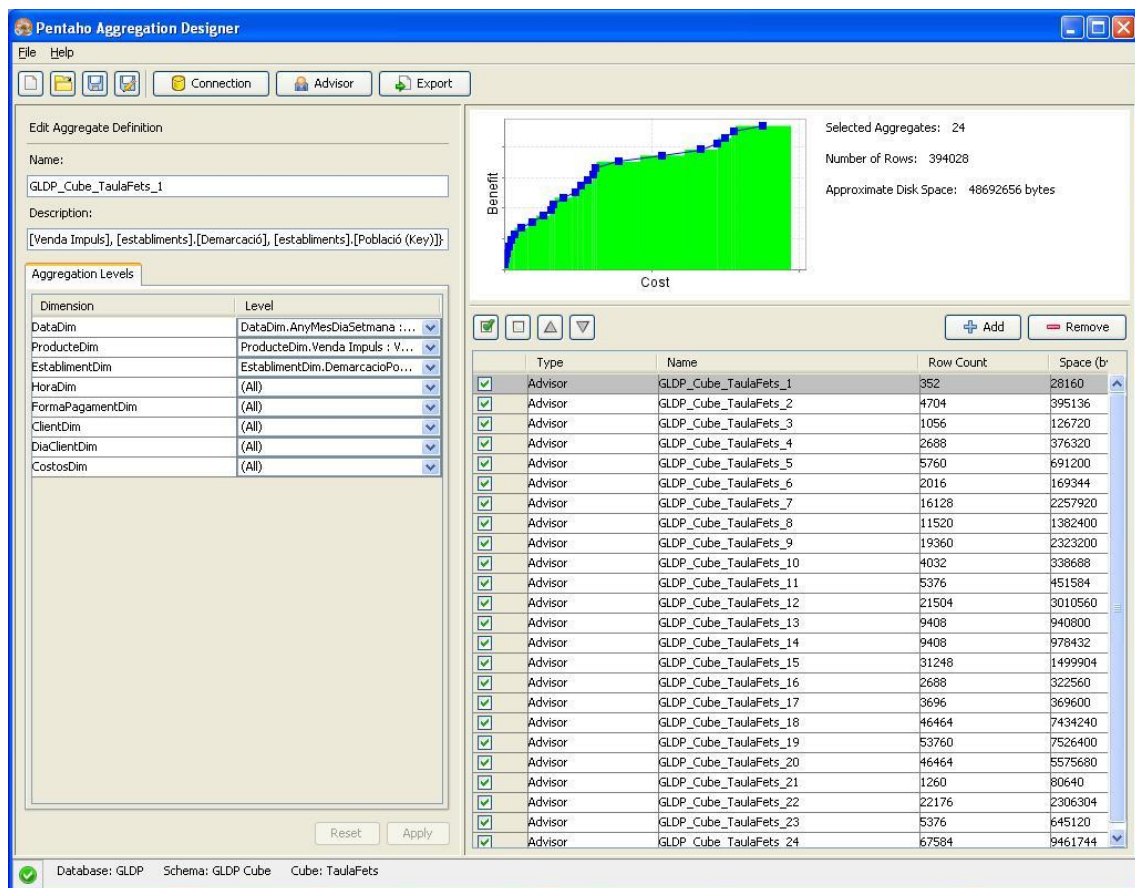 Pentaho Aggregation Designer
File Help
Connection Advisor Export
Edit Aggregate Definition
Name:
GLDP_Cube_TaulaFets_1
Description:
[Venda Impuls], [establiments].[Demarcació], [establiments].[Població (Key)]}
Aggregation Levels
Dimension Level
DataDim DataDim.AnyMesDiaSetmana :...
ProducteDim ProducteDim.Venda Impuls : V...
EstablimentDim EstablimentDim.DemarcacioPo...
HoraDim (All)
FormaPagamentDim (All)
ClientDim (All)
DiaClientDim (All)
CostosDim (All)
Reset Apply
Benefit
Cost
Selected Aggregates: 24
Number of Rows: 394028
Approximate Disk Space: 48692656 bytes
Add Remove
Type Name Row Count Space (b
Advisor GLDP_Cube_TaulaFets_1 352 28160
Advisor GLDP_Cube_TaulaFets_2 4704 395136
Advisor GLDP_Cube_TaulaFets_3 1056 126720
Advisor GLDP_Cube_TaulaFets_4 2688 376320
Advisor GLDP_Cube_TaulaFets_5 5760 691200
Advisor GLDP_Cube_TaulaFets_6 2016 169344
Advisor GLDP_Cube_TaulaFets_7 16128 2257920
Advisor GLDP_Cube_TaulaFets_8 11520 1382400
Advisor GLDP_Cube_TaulaFets_9 19360 2323200
Advisor GLDP_Cube_TaulaFets_10 4032 338688
Advisor GLDP_Cube_TaulaFets_11 5376 451584
Advisor GLDP_Cube_TaulaFets_12 21504 3010560
Advisor GLDP_Cube_TaulaFets_13 9408 940800
Advisor GLDP_Cube_TaulaFets_14 9408 978432
Advisor GLDP_Cube_TaulaFets_15 31248 1499904
Advisor GLDP_Cube_TaulaFets_16 2688 322560
Advisor GLDP_Cube_TaulaFets_17 3696 369600
Advisor GLDP_Cube_TaulaFets_18 46464 7434240
Advisor GLDP_Cube_TaulaFets_19 53760 7526400
Advisor GLDP_Cube_TaulaFets_20 46464 5575680
Advisor GLDP_Cube_TaulaFets_21 1260 80640
Advisor GLDP_Cube_TaulaFets_22 22176 2306304
Advisor GLDP_Cube_TaulaFets_23 5376 645120
Advisor GLDP_Cube_TaulaFets_24 67584 9461744
Database: GLDP Schema: GLDP Cube Cube: TaulaFets